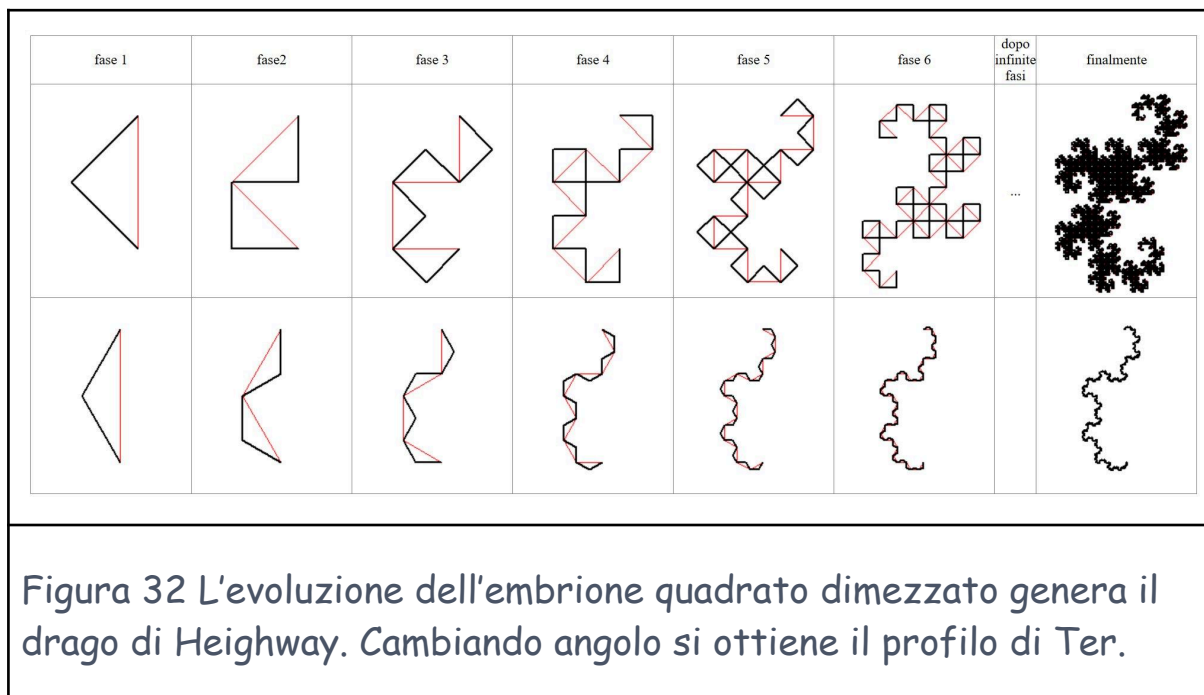 fase 1
fase2
fase 3
fase 4
fase 5
fase 6
dopo
infinite
fasi
finalmente
...
Figura 32 L'evoluzione dell'embrione quadrato dimezzato genera il
drago di Heighway. Cambiando angolo si ottiene il profilo di Ter.